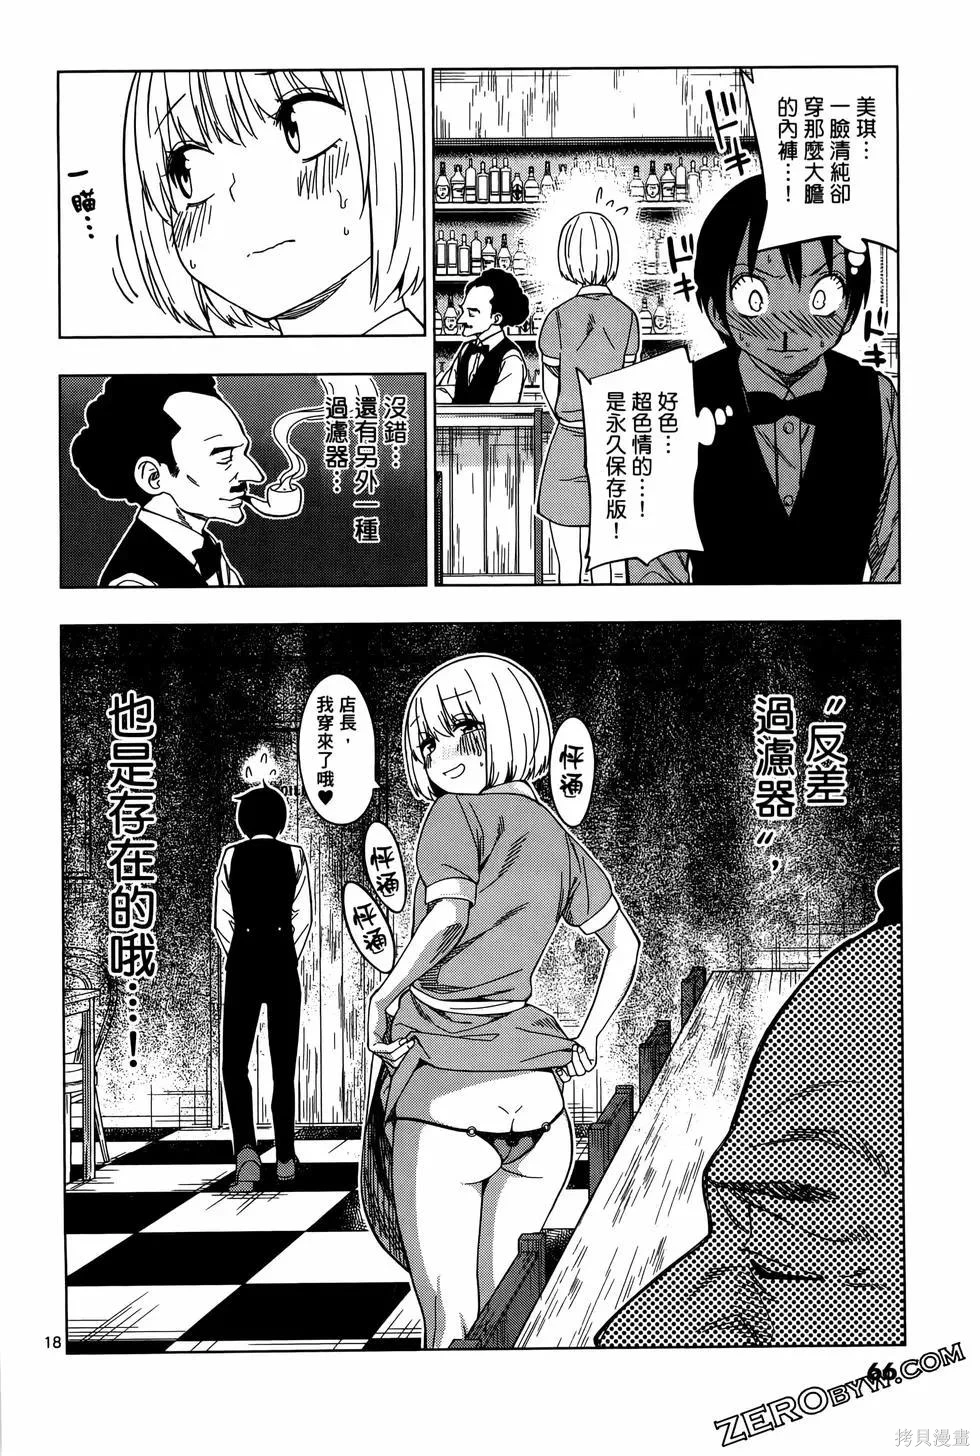 美琪…
一臉清純卻
穿那麼大膽
的內褲…！
ドキ
ドキ
ドキ
好色…
超色情的…！
是永久保存版！
一瞄…
沒錯…
還有另外一種
過濾器…
〝反差
過濾器〞，
怦通
店長，
我穿來了哦♥
怦通
怦通
也是存在的哦…！
18
66
ZEROBYW.COM
拷貝漫畫